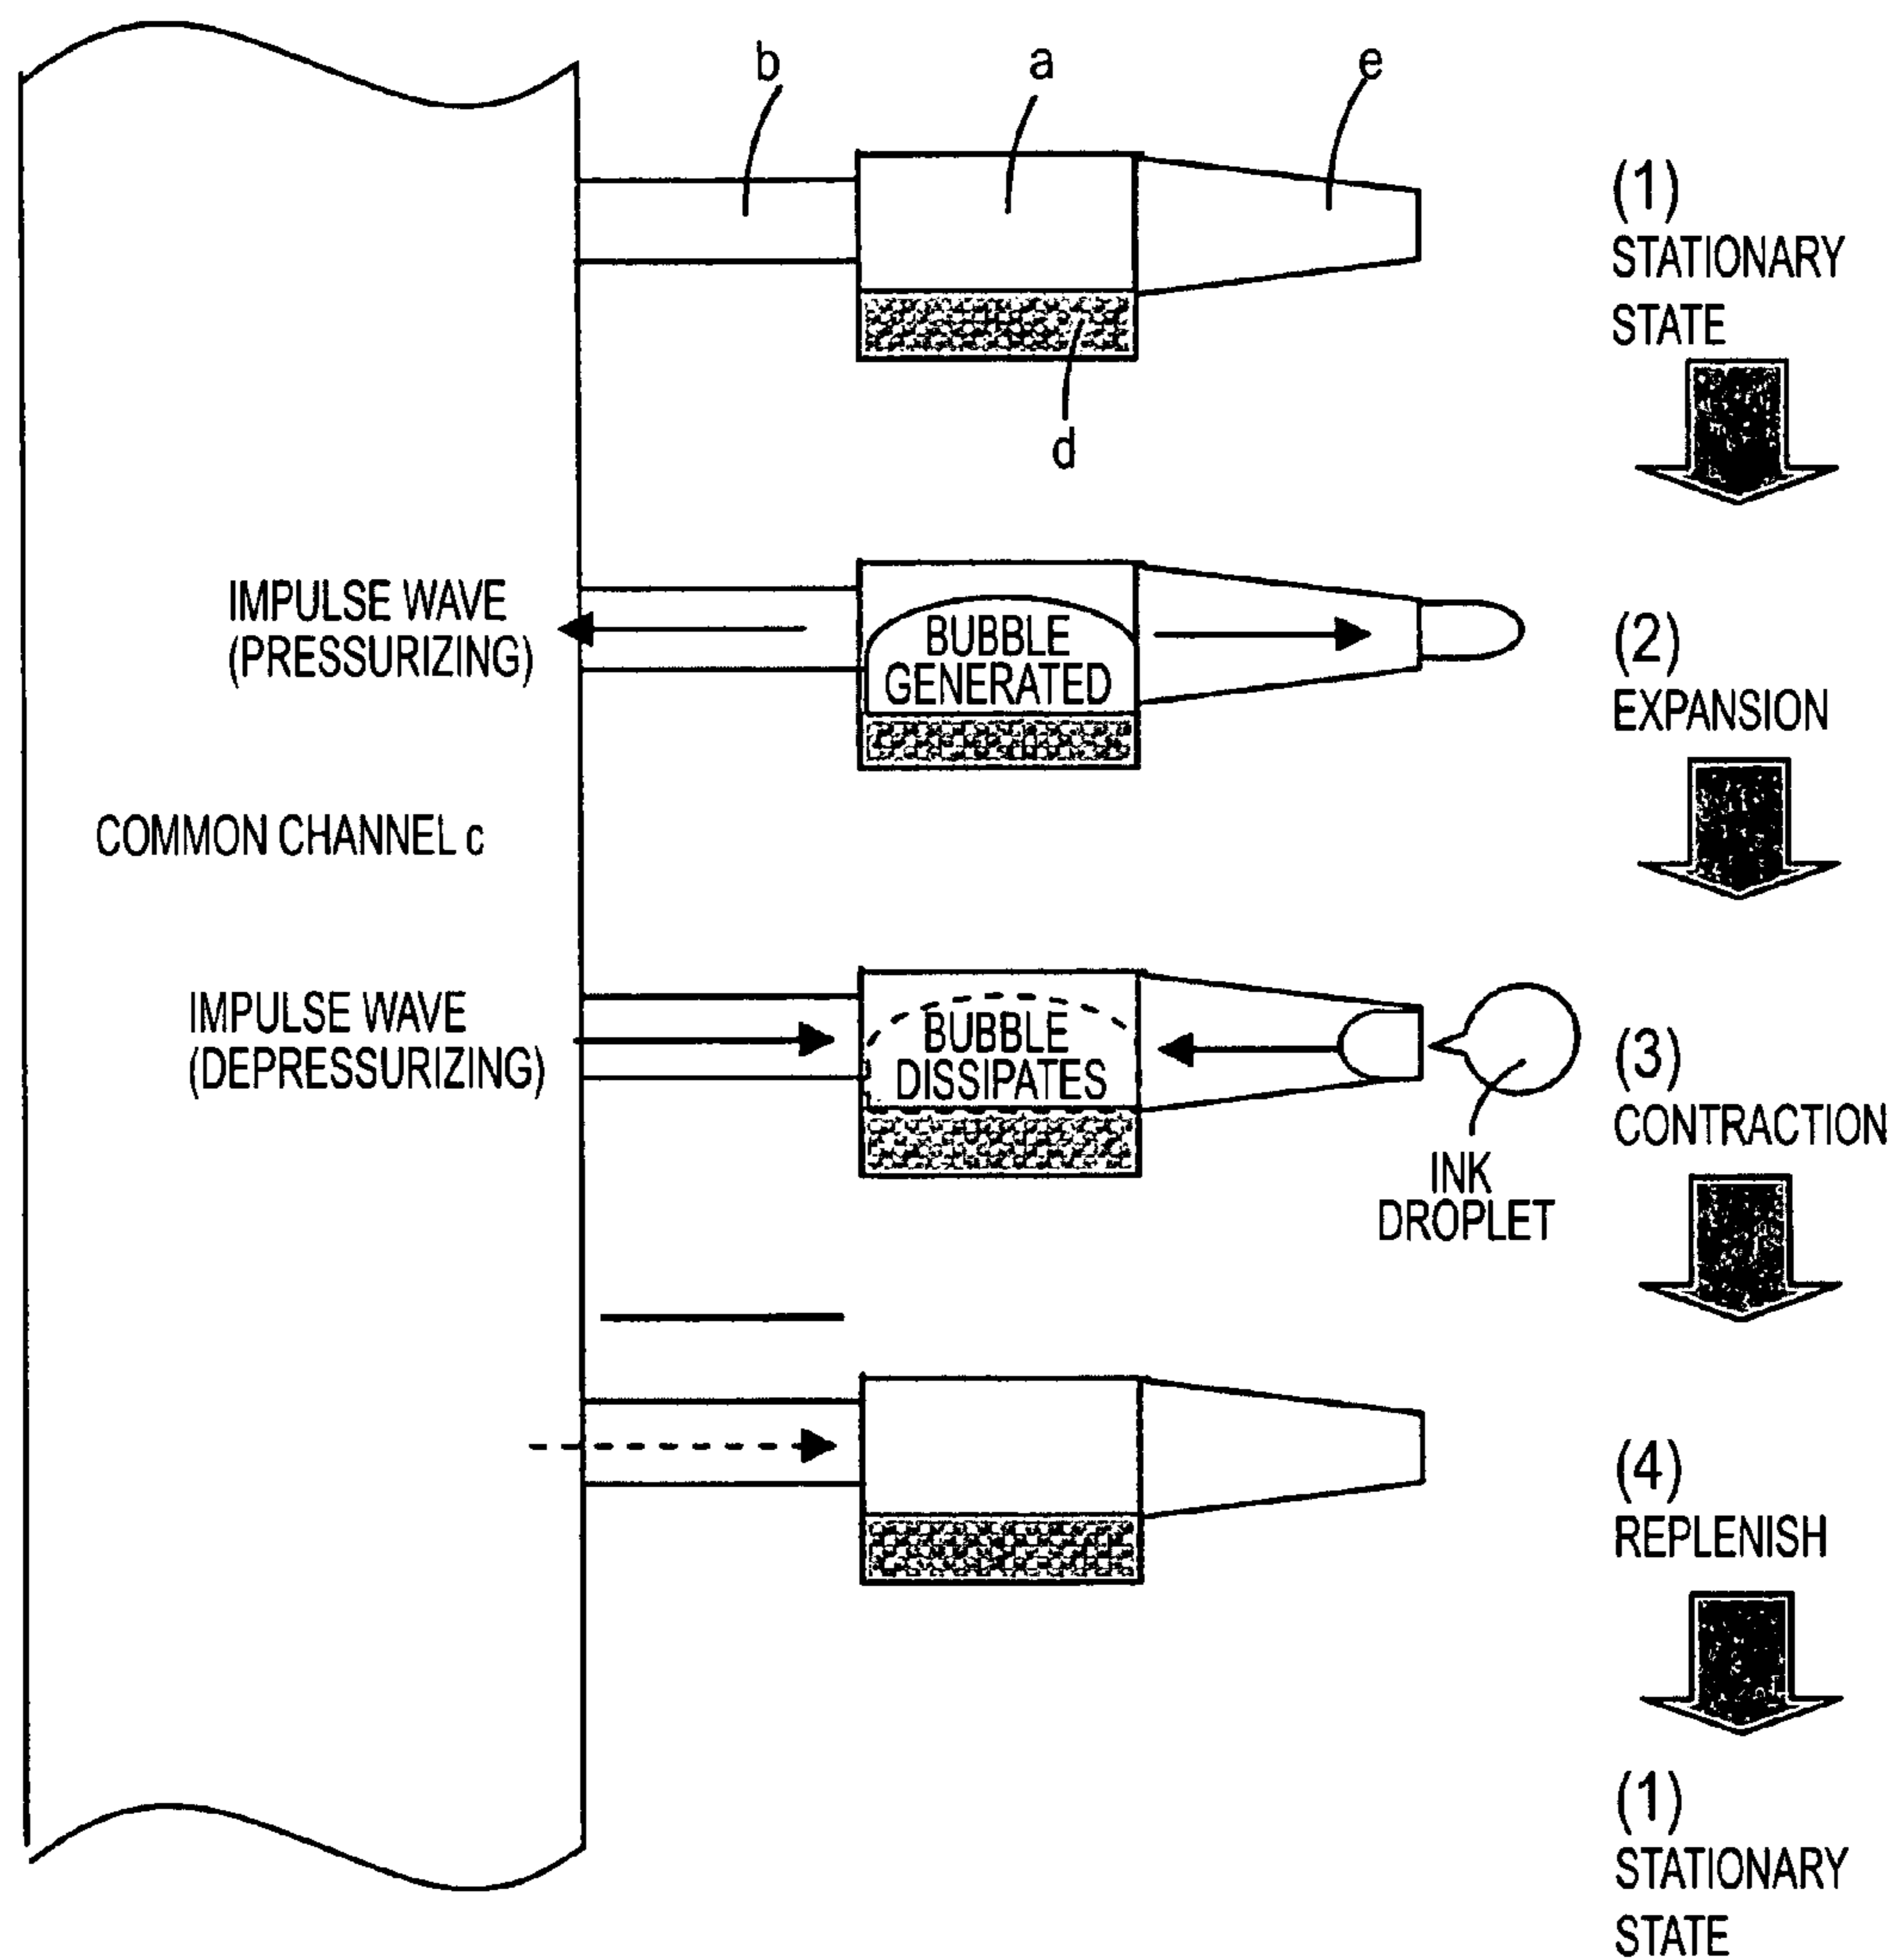 b
a
e
(1)
STATIONARY
STATE
d
IMPULSE WAVE
(PRESSURIZING)
BUBBLE
GENERATED
(2)
EXPANSION
COMMON CHANNEL c
IMPULSE WAVE
(DEPRESSURIZING)
BUBBLE
DISSIPATES
(3)
CONTRACTION
INK
DROPLET
(4)
REPLENISH
(1)
STATIONARY
STATE